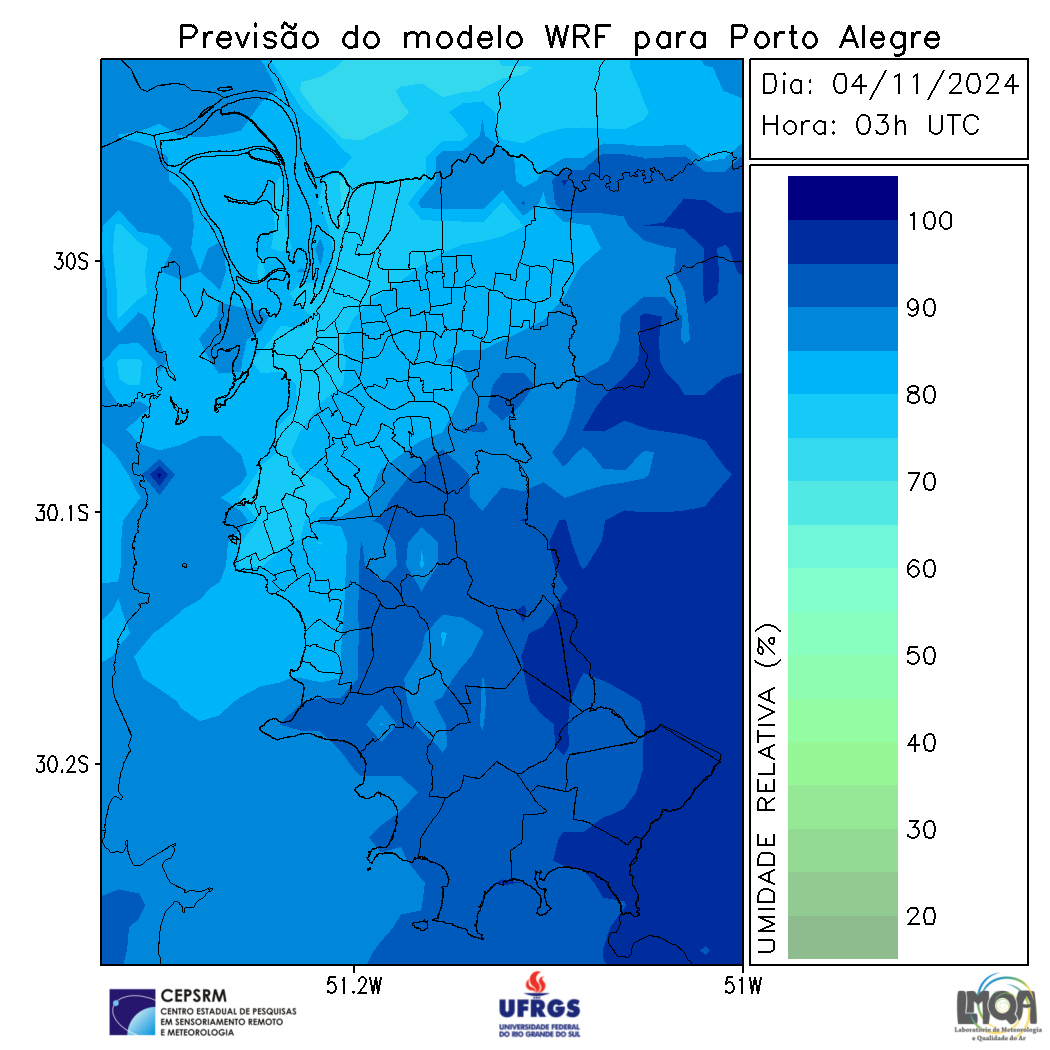 Previsão do modelo WRF para Porto Alegre
Dia: 04/11/2024
Hora: 03h UTC
30S
30.1S
30.2S
51.2W
51W
UMIDADE RELATIVA (%)
100
90
80
70
60
50
40
30
20
CEPSRM
CENTRO ESTADUAL DE PESQUISAS
EM SENSORIAMENTO REMOTO
E METEOROLOGIA
UFRGS
UNIVERSIDADE FEDERAL
DO RIO GRANDE DO SUL
LMQA
Laboratório de Meteorologia
e Qualidade do Ar